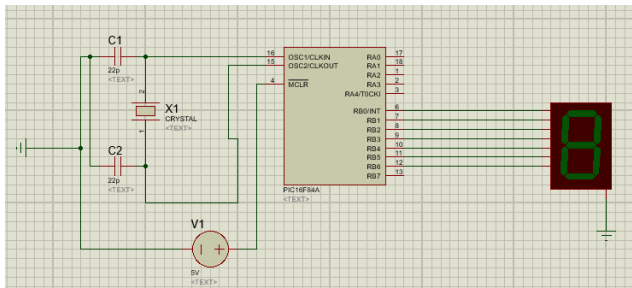 C1
22p
<TEXT>
2
X1
CRYSTAL
<TEXT>
1
C2
22p
<TEXT>
V1
5V
<TEXT>
16 OSC1/CLKIN RA0 17
15 OSC2/CLKOUT RA1 18
RA2 1
4 MCLR RA3 2
RA4/T0CKI 3
RB0/INT 6
RB1 7
RB2 8
RB3 9
RB4 10
RB5 11
RB6 12
RB7 13
PIC16F84A
<TEXT>